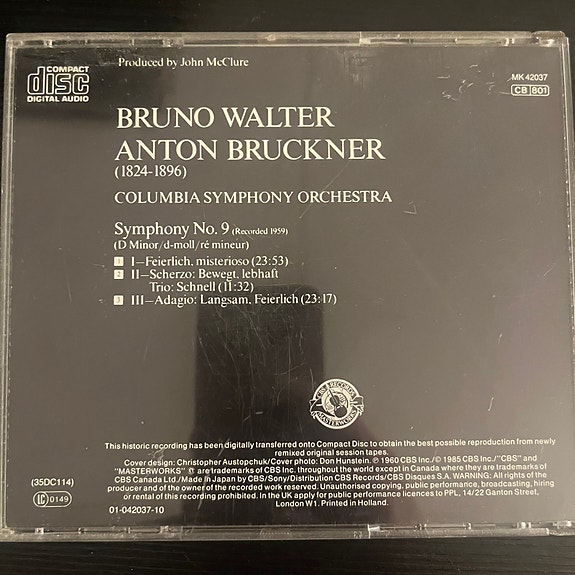 COMPACT
disc
DIGITAL AUDIO
Produced by John McClure
MK 42037
CB 801
BRUNO WALTER
ANTON BRUCKNER
(1824-1896)
COLUMBIA SYMPHONY ORCHESTRA
Symphony No. 9 (Recorded 1959)
(D Minor/d-moll/ré mineur)
1 I—Feierlich, misterioso (23:53)
2 II—Scherzo: Bewegt, lebhaft
Trio: Schnell (11:32)
3 III—Adagio: Langsam, Feierlich (23:17)
CBS RECORDS
MASTERWORKS
This historic recording has been digitally transferred onto Compact Disc to obtain the best possible reproduction from newly
remixed original session tapes.
Cover design: Christopher Austopchuk/Cover photo: Don Hunstein. ℗ 1960 CBS Inc./© 1985 CBS Inc./"CBS" and
"MASTERWORKS" are trademarks of CBS Inc. throughout the world except in Canada where they are trademarks of
CBS Canada Ltd./Made in Japan by CBS/Sony/Distribution CBS Records/CBS Disques S.A. WARNING: All rights of the
producer and of the owner of the recorded work reserved. Unauthorised copying, public performance, broadcasting, hiring
or rental of this recording prohibited. In the UK apply for public performance licences to PPL, 14/22 Ganton Street,
London W1. Printed in Holland.
(35DC114)
LC 0149
01-042037-10